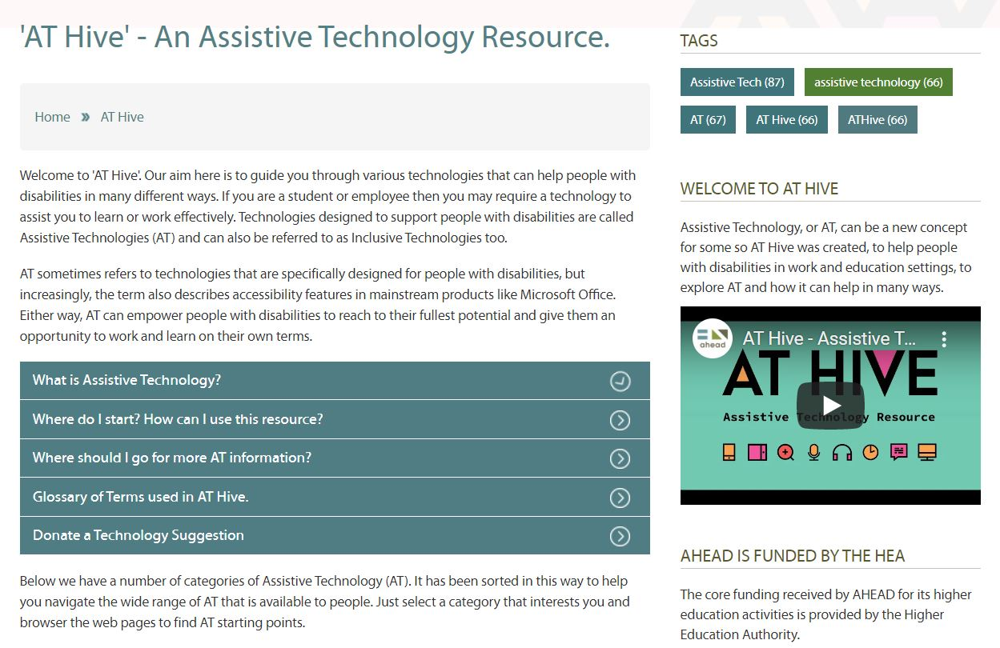 'AT Hive' - An Assistive Technology Resource.
Home » AT Hive
Welcome to 'AT Hive'. Our aim here is to guide you through various technologies that can help people with
disabilities in many different ways. If you are a student or employee then you may require a technology to
assist you to learn or work effectively. Technologies designed to support people with disabilities are called
Assistive Technologies (AT) and can also be referred to as Inclusive Technologies too.
AT sometimes refers to technologies that are specifically designed for people with disabilities, but
increasingly, the term also describes accessibility features in mainstream products like Microsoft Office.
Either way, AT can empower people with disabilities to reach to their fullest potential and give them an
opportunity to work and learn on their own terms.
What is Assistive Technology?
Where do I start? How can I use this resource?
Where should I go for more AT information?
Glossary of Terms used in AT Hive.
Donate a Technology Suggestion
Below we have a number of categories of Assistive Technology (AT). It has been sorted in this way to help
you navigate the wide range of AT that is available to people. Just select a category that interests you and
browser the web pages to find AT starting points.
TAGS
Assistive Tech (87) assistive technology (66)
AT (67) AT Hive (66) ATHive (66)
WELCOME TO AT HIVE
Assistive Technology, or AT, can be a new concept
for some so AT Hive was created, to help people
with disabilities in work and education settings, to
explore AT and how it can help in many ways.
ahead
AT Hive - Assistive T...
AT HIVE
Assistive Technology Resource
AHEAD IS FUNDED BY THE HEA
The core funding received by AHEAD for its higher
education activities is provided by the Higher
Education Authority.